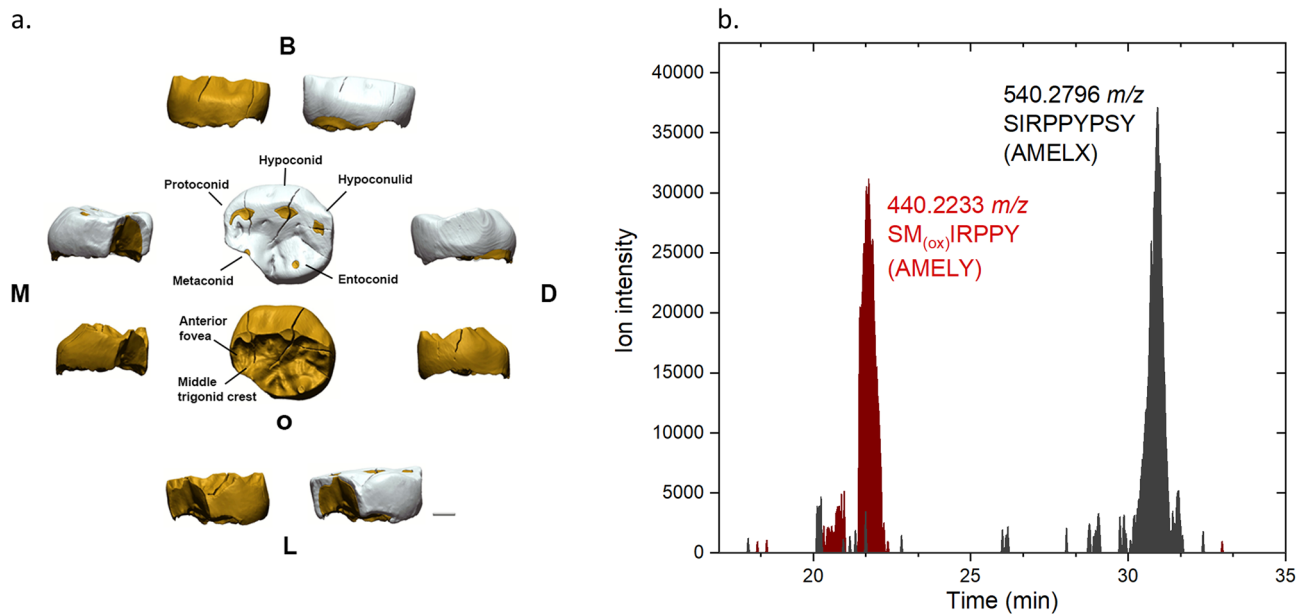 a.
B
Hypoconid
Protoconid
Hypoconulid
Metaconid
Entoconid
M
D
Anterior
fovea
Middle
trigonid crest
O
L
b.
40000
35000
30000
25000
20000
15000
10000
5000
0
Ion intensity
540.2796 m/z
SIRPPYPSY
(AMELX)
440.2233 m/z
SM(ox)IRPPY
(AMELY)
20
25
30
35
Time (min)